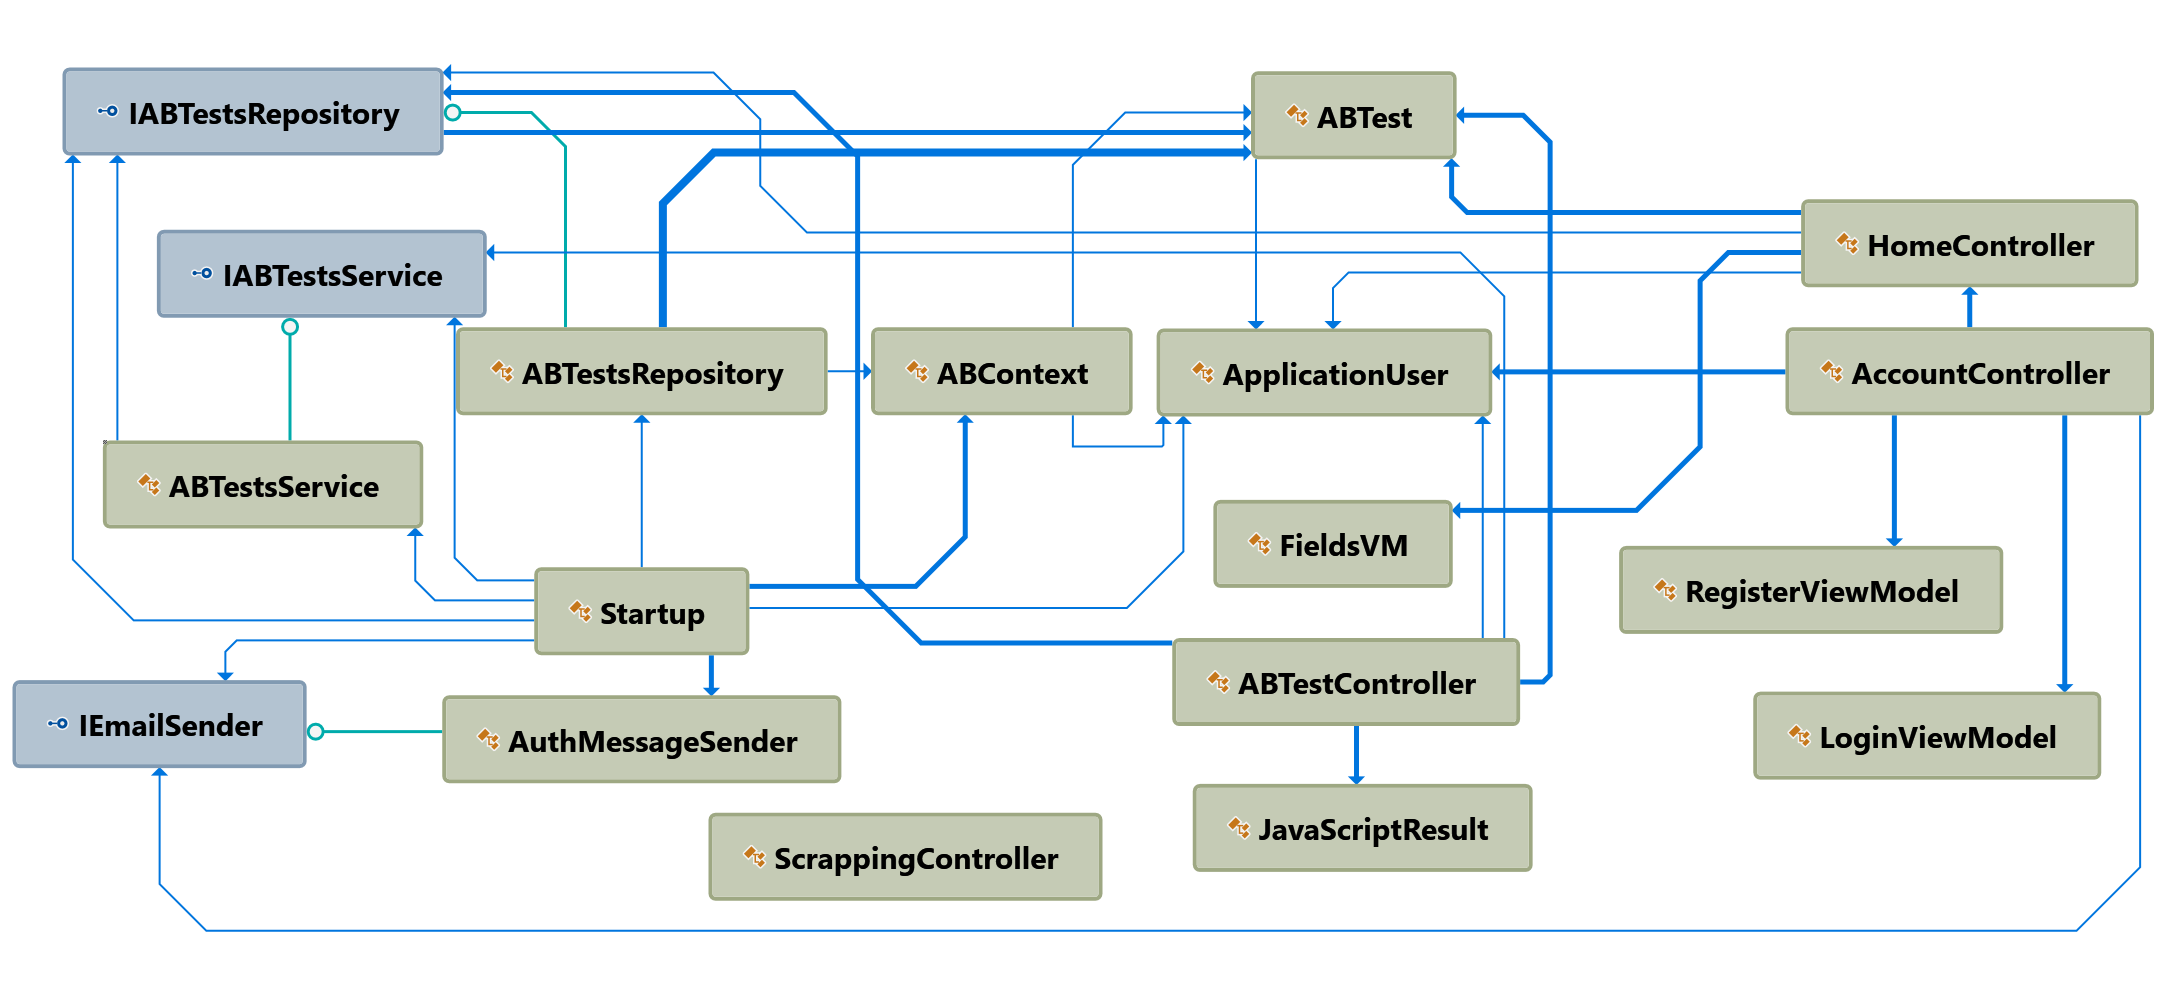 IABTestsRepository
ABTest
HomeController
IABTestsService
ABTestsRepository
ABContext
ApplicationUser
AccountController
ABTestsService
FieldsVM
RegisterViewModel
Startup
ABTestController
IEmailSender
AuthMessageSender
LoginViewModel
JavaScriptResult
ScrappingController